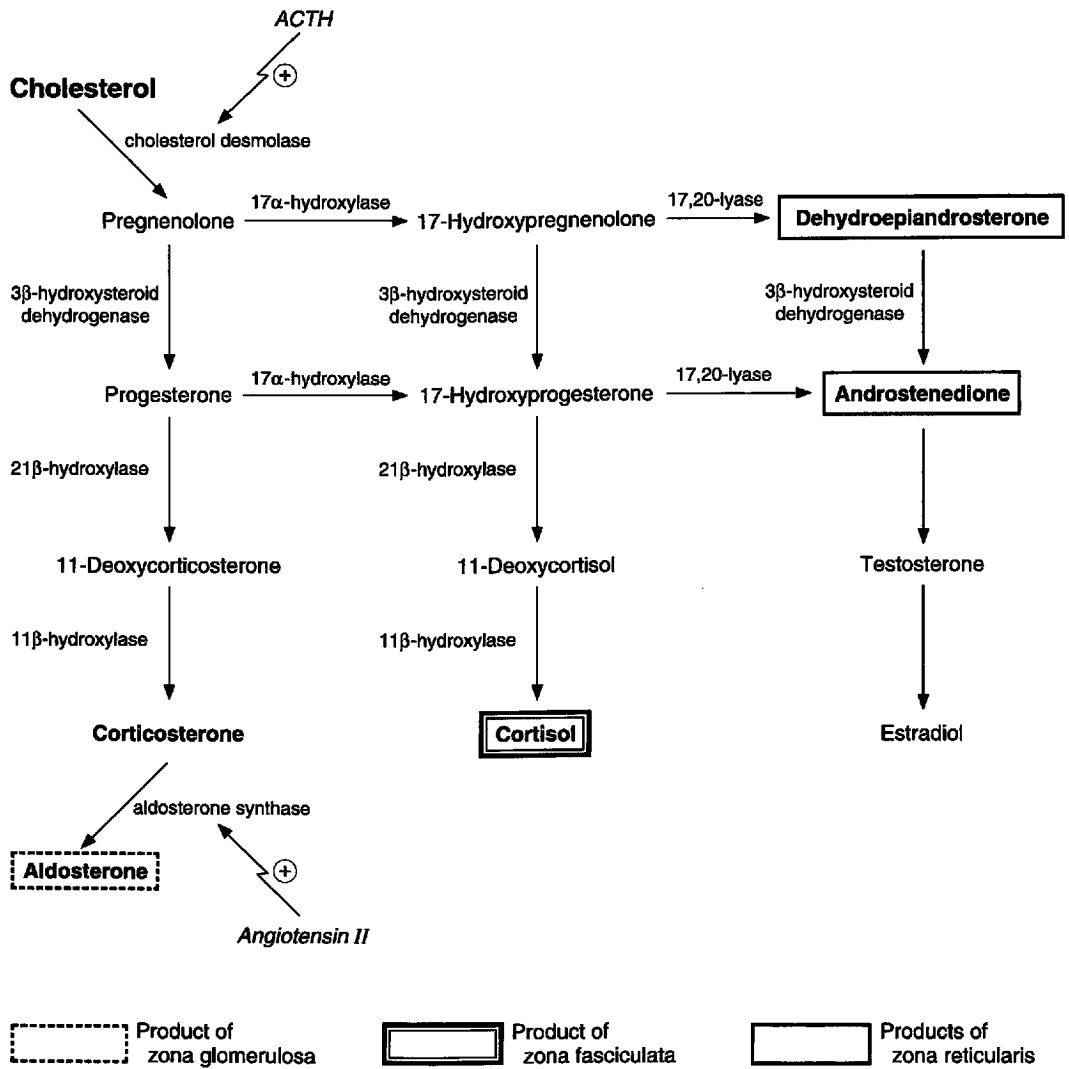 ACTH
Cholesterol
cholesterol desmolase
17α-hydroxylase
17,20-lyase
Pregnenolone
17-Hydroxypregnenolone
Dehydroepiandrosterone
3β-hydroxysteroid
dehydrogenase
3β-hydroxysteroid
dehydrogenase
3β-hydroxysteroid
dehydrogenase
17α-hydroxylase
17,20-lyase
Progesterone
17-Hydroxyprogesterone
Androstenedione
21β-hydroxylase
21β-hydroxylase
11-Deoxycorticosterone
11-Deoxycortisol
Testosterone
11β-hydroxylase
11β-hydroxylase
Corticosterone
Cortisol
Estradiol
aldosterone synthase
Aldosterone
Angiotensin II
Product of
zona glomerulosa
Product of
zona fasciculata
Products of
zona reticularis